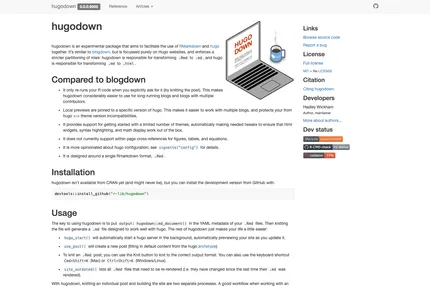 hugodown 0.0.0.9000 Reference Articles
hugodown
hugodown is an experimental package that aims to facilitate the use of RMarkdown and hugo
together. It's similar to blogdown, but is focussed purely on Hugo websites, and enforces a
stricter partitioning of roles: hugodown is responsible for transforming .Rmd to .md, and hugo
is responsible for transforming .md to .html.
HUGO
DOWN
Compared to blogdown
It only re-runs your R code when you explicitly ask for it (by knitting the post). This makes
hugodown considerably easier to use for long-running blogs and blogs with multiple
contributors.
Local previews are pinned to a specific version of hugo. This makes it easier to work with multiple blogs, and protects your from
hugo version incompatibilities.
It provides support for getting started with a limited number of themes, automatically making needed tweaks to ensure that html
widgets, syntax highlighting, and math display work out of the box.
It does not currently support within page cross-references for figures, tables, and equations.
It is more opinionated about hugo configuration; see vignette("config") for details.
It is designed around a single Rmarkdown format, .Rmd.
Installation
hugodown isn't available from CRAN yet (and might never be), but you can install the development version from GitHub with:
devtools::install_github("r-lib/hugodown")
Usage
The key to using hugodown is to put output: hugodown::md_document() in the YAML metadata of your .Rmd files. Then knitting
the file will generate a .md file designed to work well with hugo. The rest of hugodown just makes your life a little easier:
hugo_start() will automatically start a hugo server in the background, automatically previewing your site as you update it.
use_post() will create a new post (filling in default content from the hugo archetype)
To knit an .Rmd post, you can use the Knit button to knit to the correct output format. You can also use the keyboard shortcut
Cmd+Shift+K (Mac) or Ctrl+Shift+K (Windows/Linux).
site_outdated() lists all .Rmd files that need to be re-rendered (i.e. they have changed since the last time their .md was
rendered).
With hugodown, knitting an individual post and building the site are two separate processes. A good workflow when working with an
Links
Browse source code
Report a bug
License
Full license
MIT + file LICENSE
Citation
Citing hugodown
Developers
Hadley Wickham
Author, maintainer
More about authors...
Dev status
R-CMD-check
codecov